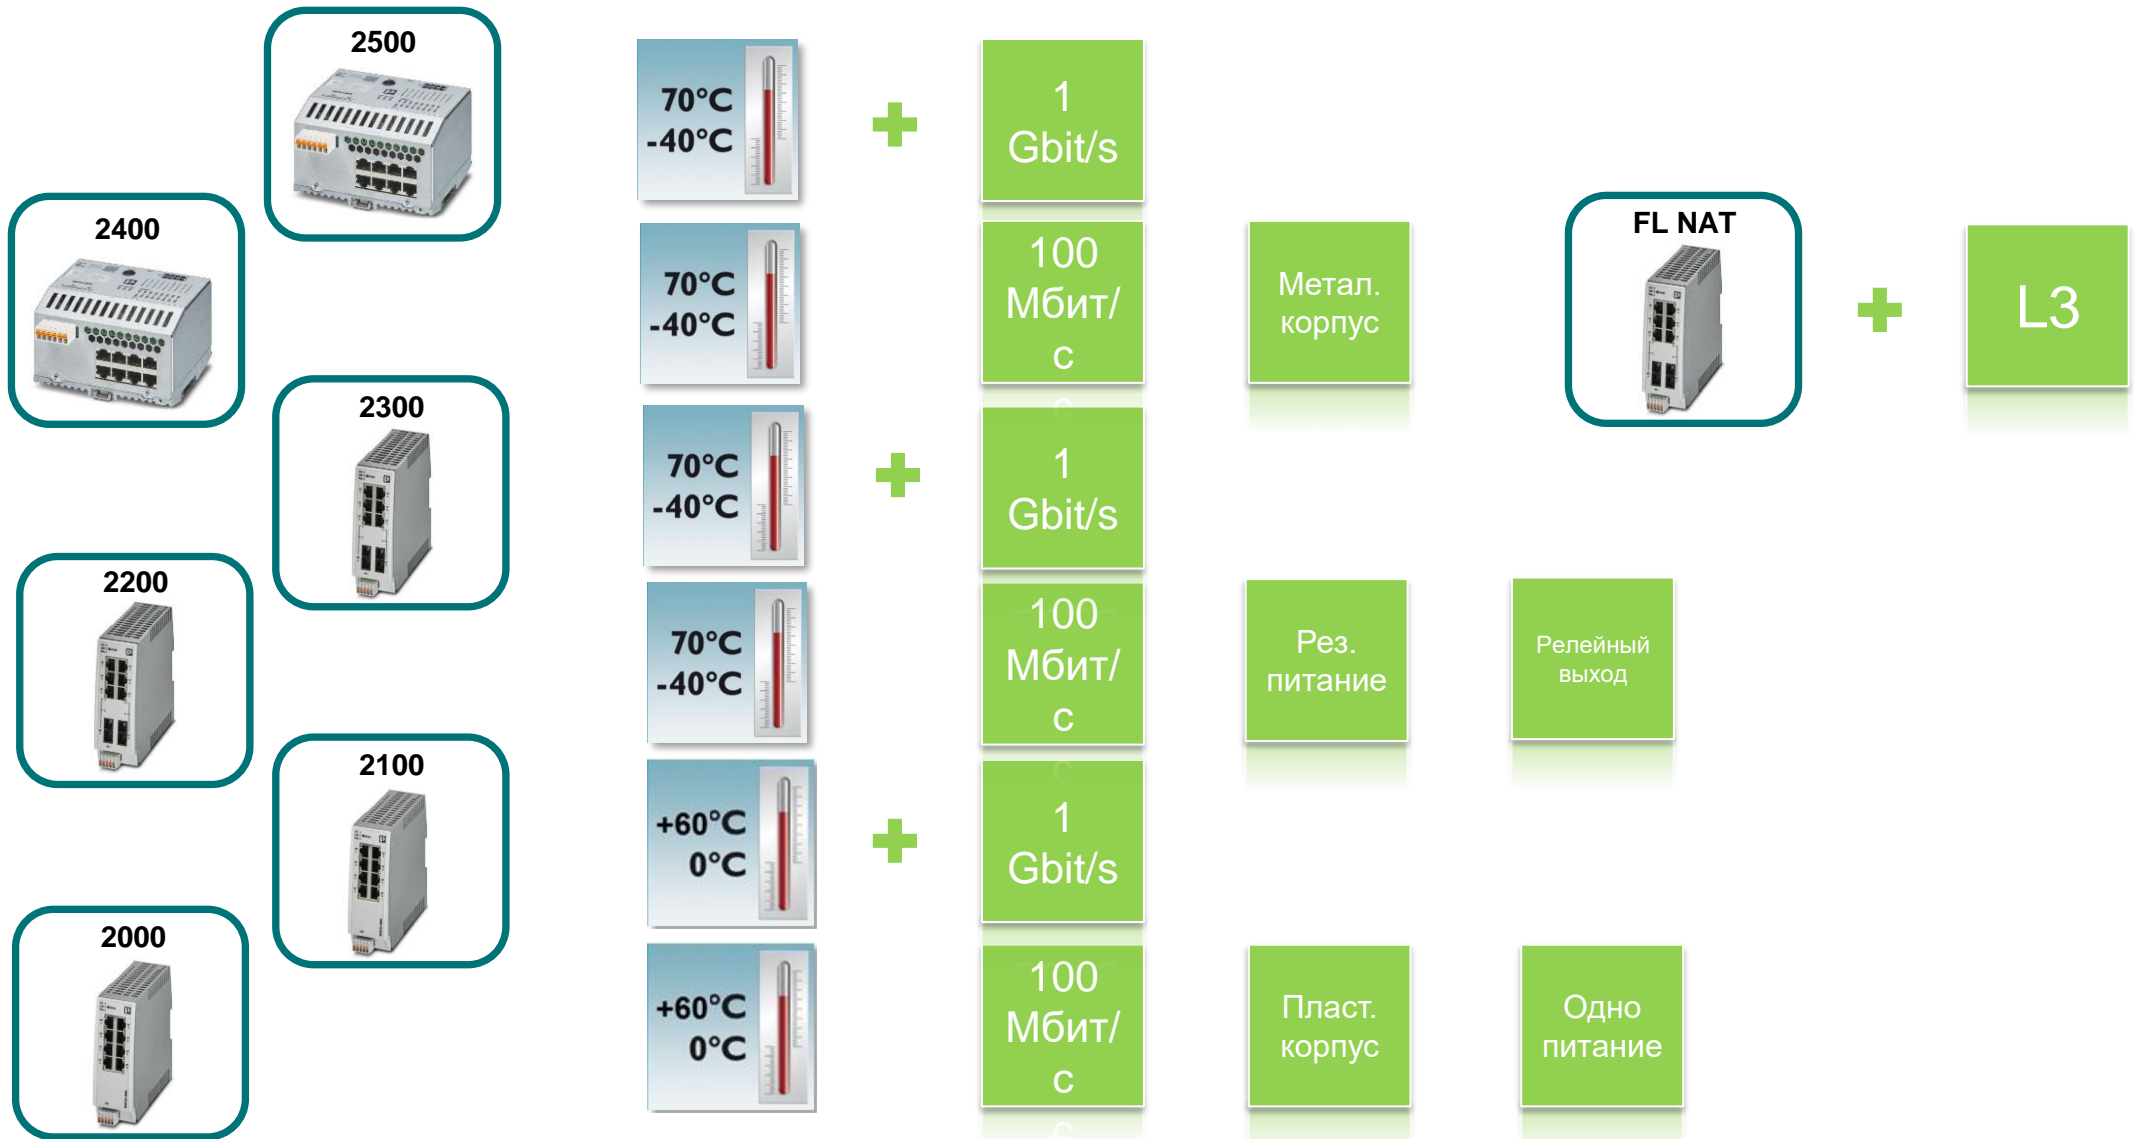 2500
70°C
-40°C
1
Gbit/s
2400
70°C
-40°C
100
Мбит/
с
Метал.
корпус
FL NAT
L3
2300
70°C
-40°C
1
Gbit/s
2200
70°C
-40°C
100
Мбит/
с
Рез.
питание
Релейный
выход
2100
+60°C
0°C
1
Gbit/s
2000
+60°C
0°C
100
Мбит/
с
Пласт.
корпус
Одно
питание